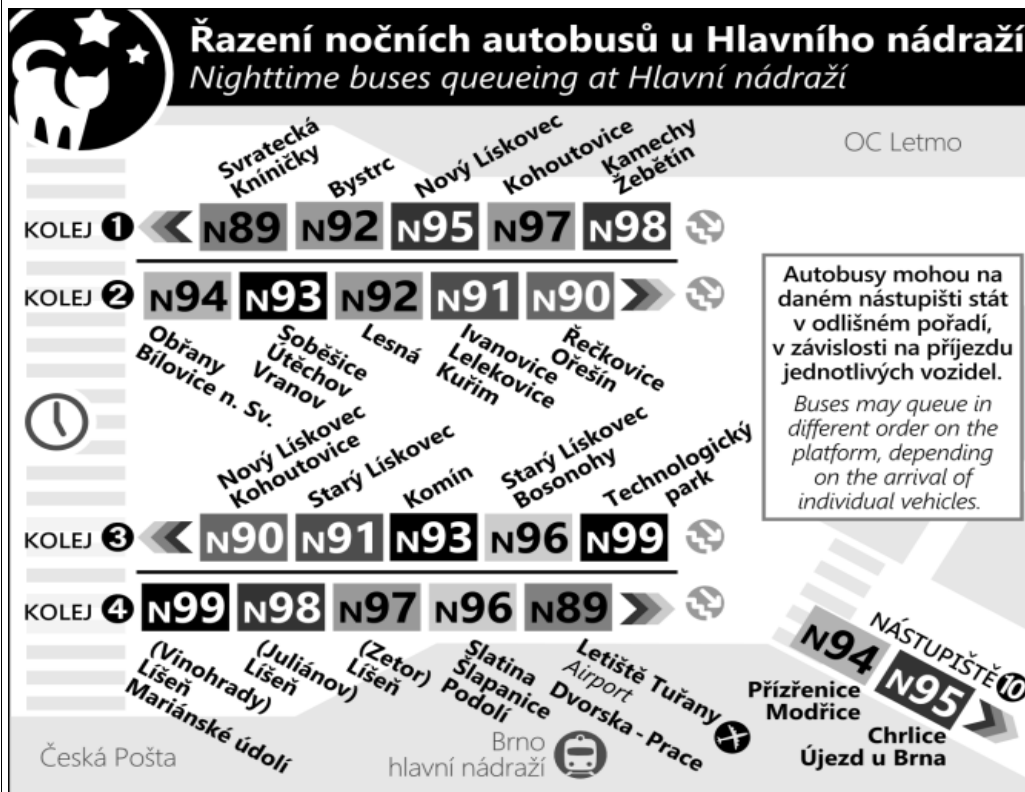 Řazení nočních autobusů u Hlavního nádraží
Nighttime buses queueing at Hlavní nádraží
OC Letmo
Svratecká
Kníničky
Bystrc
Nový Lískovec
Kohoutovice
Kamechy
Žebětín
KOLEJ 1 N89 N92 N95 N97 N98
KOLEJ 2 N94 N93 N92 N91 N90
Obřany
Bílovice n. Sv.
Soběšice
Útěchov
Vranov
Lesná
Ivanovice
Lelekovice
Kuřim
Řečkovice
Ořešín
Autobusy mohou na
daném nástupišti stát
v odlišném pořadí,
v závislosti na příjezdu
jednotlivých vozidel.
Buses may queue in
different order on the
platform, depending
on the arrival of
individual vehicles.
Nový Lískovec
Kohoutovice
Starý Lískovec
Komín
Starý Lískovec
Bosonohy
Technologický
park
KOLEJ 3 N90 N91 N93 N96 N99
KOLEJ 4 N99 N98 N97 N96 N89
(Vinohrady)
Líšeň
Mariánské údolí
(Juliánov)
Líšeň
(Zetor)
Líšeň
Slatina
Šlapanice
Podolí
Letiště Tuřany
Airport
Dvorska - Prace
NÁSTUPIŠTĚ 10
N94 N95
Přízřenice
Modřice
Chrlice
Újezd u Brna
Česká Pošta
Brno
hlavní nádraží